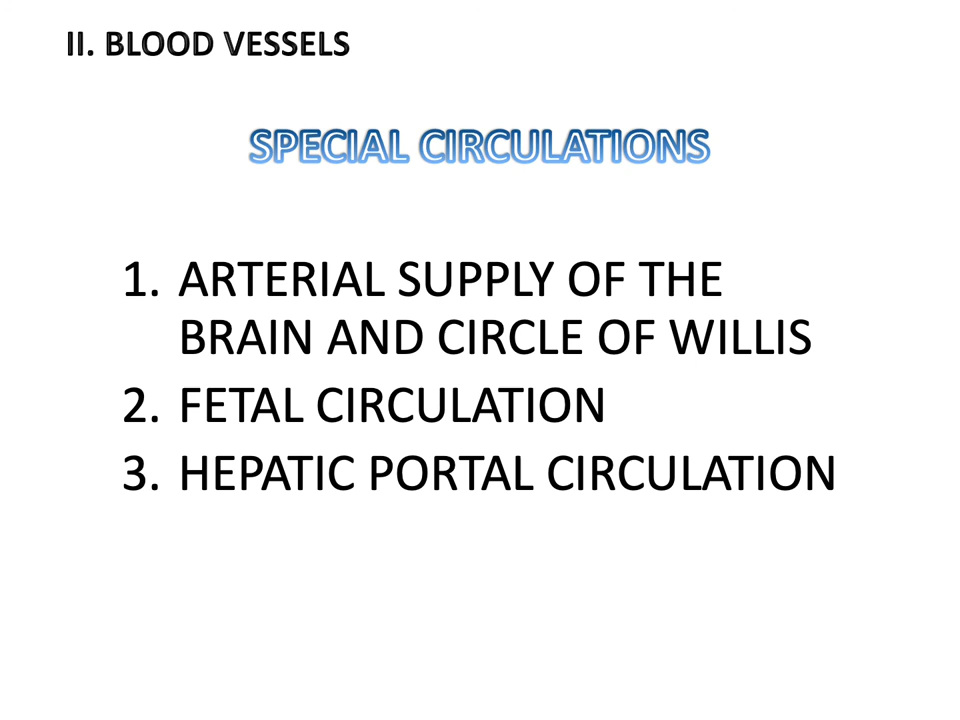 II. BLOOD VESSELS
SPECIAL CIRCULATIONS
1. ARTERIAL SUPPLY OF THE
BRAIN AND CIRCLE OF WILLIS
2. FETAL CIRCULATION
3. HEPATIC PORTAL CIRCULATION